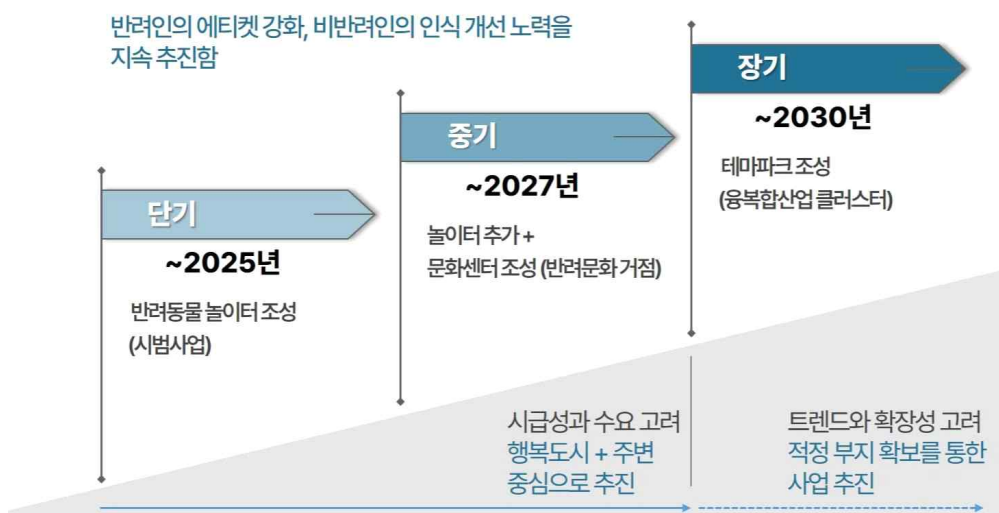 반려인의 에티켓 강화, 비반려인의 인식 개선 노력을
지속 추진함
단기
~2025년
반려동물 놀이터 조성
(시범사업)
중기
~2027년
놀이터 추가 +
문화센터 조성 (반려문화 거점)
장기
~2030년
테마파크 조성
(융복합산업 클러스터)
시급성과 수요 고려
행복도시 + 주변
중심으로 추진
트렌드와 확장성 고려
적정 부지 확보를 통한
사업 추진